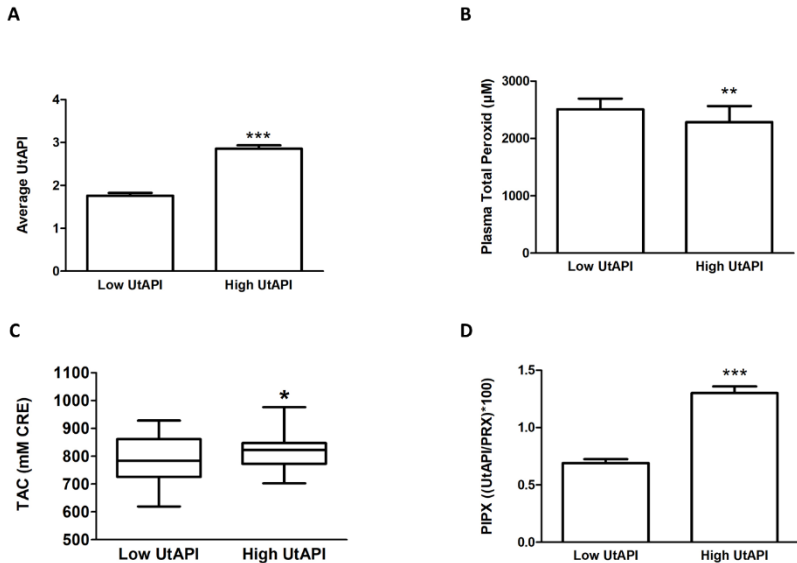 A
Average UtAPI
4
3
2
1
0
***
Low UtAPI
High UtAPI
B
Plasma Total Peroxid (µM)
3000
2000
1000
0
**
Low UtAPI
High UtAPI
C
TAC (mM CRE)
1100
1000
900
800
700
600
500
*
Low UtAPI
High UtAPI
D
PIPX ((UtAPI/PRX)*100)
1.5
1.0
0.5
0.0
***
Low UtAPI
High UtAPI